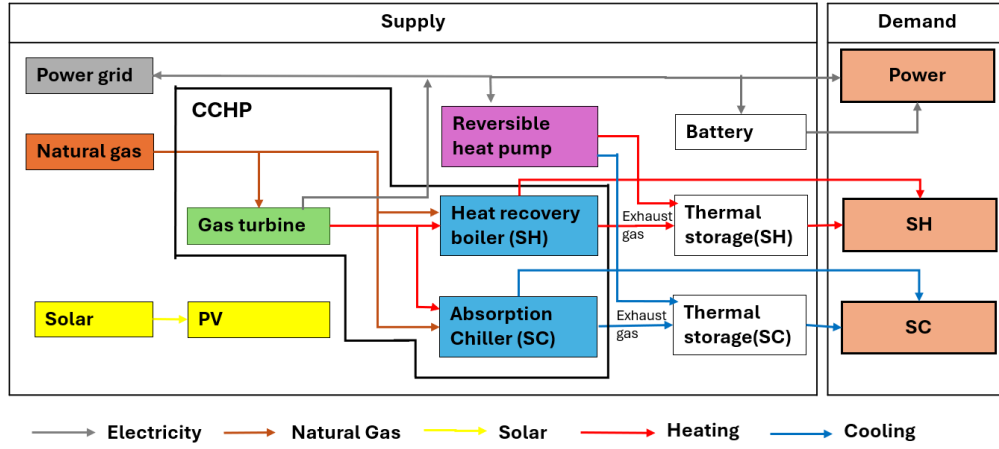 Supply
Demand
Power grid
Power
CCHP
Reversible
heat pump
Battery
Natural gas
Gas turbine
Heat recovery
boiler (SH)
Exhaust
gas
Thermal
storage(SH)
SH
Solar
PV
Absorption
Chiller (SC)
Exhaust
gas
Thermal
storage(SC)
SC
Electricity
Natural Gas
Solar
Heating
Cooling